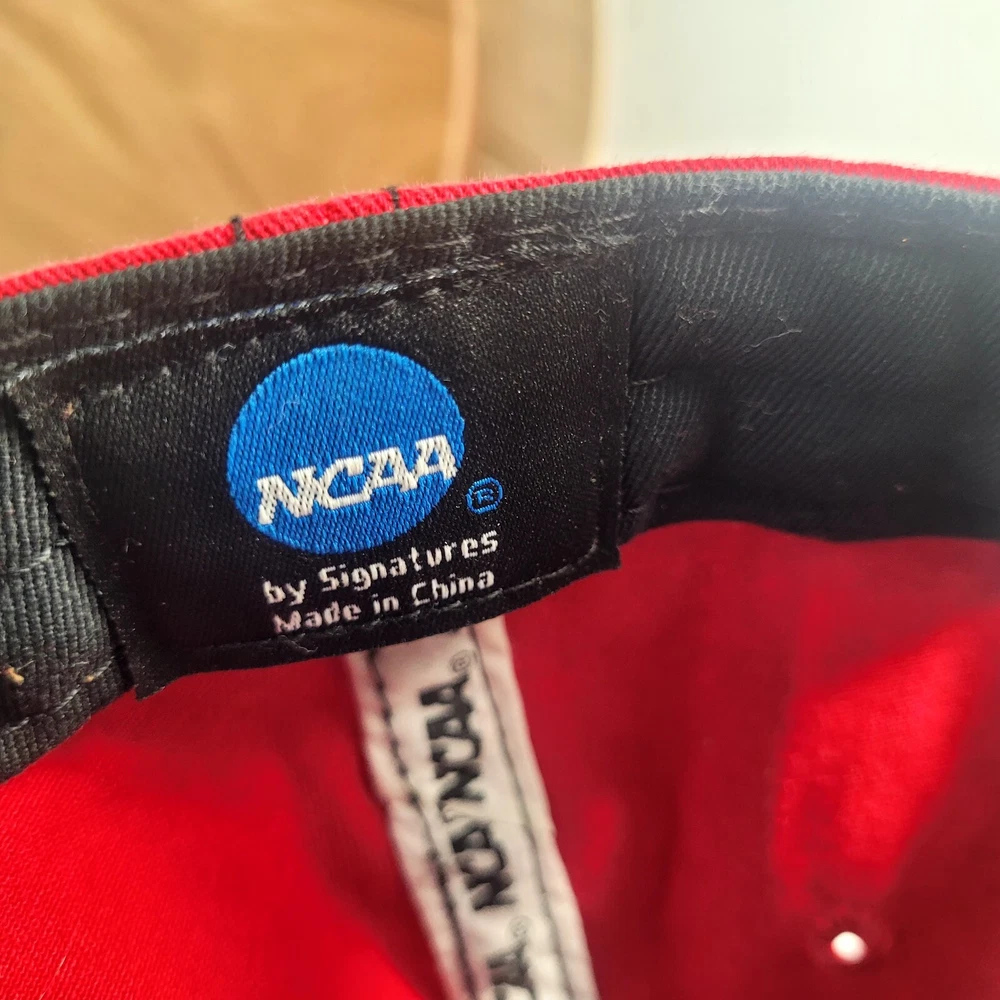 NCAA
®
by Signatures
Made in China
NCAA®
NCAA